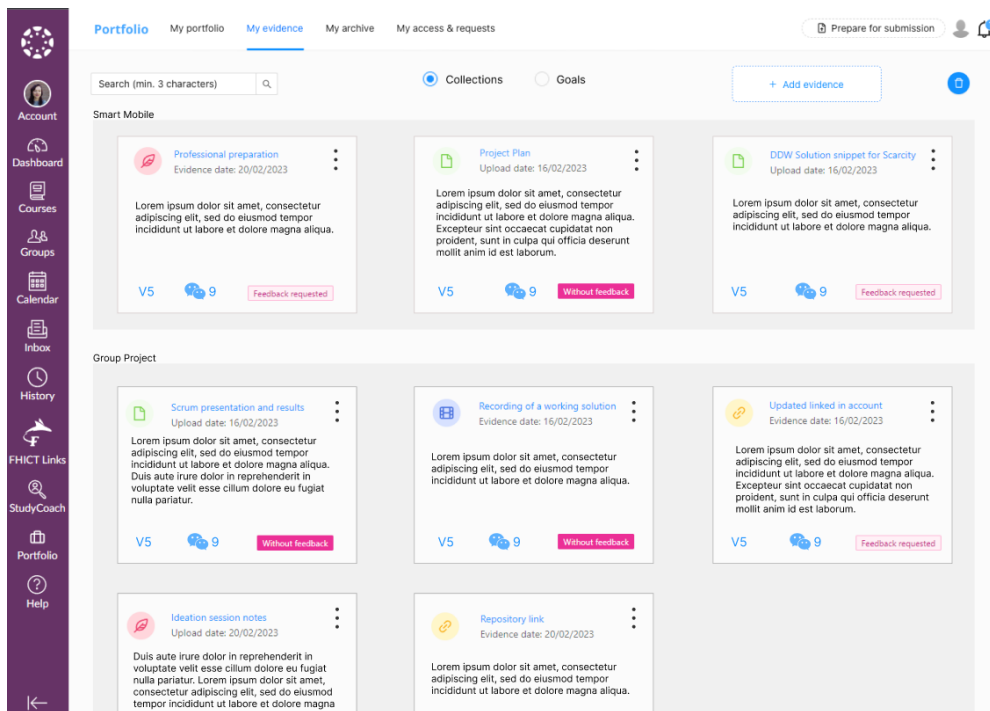 Portfolio My portfolio My evidence My archive My access & requests Prepare for submission
Account
Dashboard
Courses
Groups
Calendar
Inbox
History
FHICT Links
StudyCoach
Portfolio
Help
Search (min. 3 characters) Collections Goals + Add evidence
Smart Mobile
Professional preparation
Evidence date: 20/02/2023
Lorem ipsum dolor sit amet, consectetur
adipiscing elit, sed do eiusmod tempor
incididunt ut labore et dolore magna aliqua.
V5 9 Feedback requested
Project Plan
Upload date: 16/02/2023
Lorem ipsum dolor sit amet, consectetur
adipiscing elit, sed do eiusmod tempor
incididunt ut labore et dolore magna aliqua.
Excepteur sint occaecat cupidatat non
proident, sunt in culpa qui officia deserunt
mollit anim id est laborum.
V5 9 Without feedback
DDW Solution snippet for Scarcity
Upload date: 16/02/2023
Lorem ipsum dolor sit amet, consectetur
adipiscing elit, sed do eiusmod tempor
incididunt ut labore et dolore magna aliqua.
V5 9 Feedback requested
Group Project
Scrum presentation and results
Upload date: 16/02/2023
Lorem ipsum dolor sit amet, consectetur
adipiscing elit, sed do eiusmod tempor
incididunt ut labore et dolore magna aliqua.
Duis aute irure dolor in reprehenderit in
voluptate velit esse cillum dolore eu fugiat
nulla pariatur.
V5 9 Without feedback
Recording of a working solution
Evidence date: 16/02/2023
Lorem ipsum dolor sit amet, consectetur
adipiscing elit, sed do eiusmod tempor
incididunt ut labore et dolore magna aliqua.
V5 9 Without feedback
Updated linked in account
Evidence date: 16/02/2023
Lorem ipsum dolor sit amet, consectetur
adipiscing elit, sed do eiusmod tempor
incididunt ut labore et dolore magna aliqua.
Excepteur sint occaecat cupidatat non
proident, sunt in culpa qui officia deserunt
mollit anim id est laborum.
V5 9 Feedback requested
Ideation session notes
Upload date: 20/02/2023
Duis aute irure dolor in reprehenderit in
voluptate velit esse cillum dolore eu fugiat
nulla pariatur. Lorem ipsum dolor sit amet,
consectetur adipiscing elit, sed do eiusmod
tempor incididunt ut labore et dolore magna
Repository link
Evidence date: 20/02/2023
Lorem ipsum dolor sit amet, consectetur
adipiscing elit, sed do eiusmod tempor
incididunt ut labore et dolore magna aliqua.